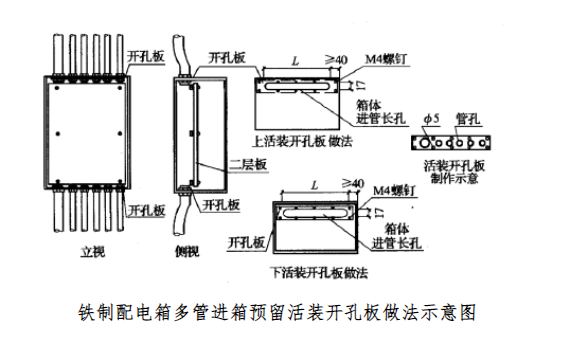 开孔板
开孔板
L
≥40
M4螺钉
17
箱体
进管长孔
上活装开孔板做法
ϕ5
管孔
活装开孔板
制作示意
二层板
开孔板
开孔板
L
≥40
M4螺钉
17
开孔板
箱体
进管长孔
立视
侧视
下活装开孔板做法
铁制配电箱多管进箱预留活装开孔板做法示意图